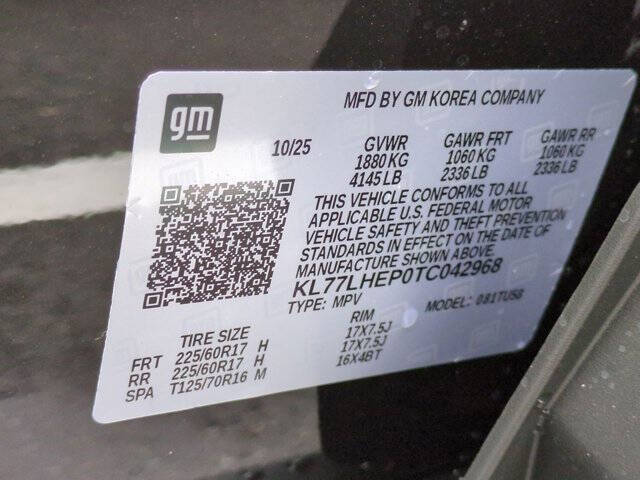 gm
MFD BY GM KOREA COMPANY
10/25 GVWR GAWR FRT GAWR RR
1880 KG 1060 KG 1060 KG
4145 LB 2336 LB 2336 LB
THIS VEHICLE CONFORMS TO ALL
APPLICABLE U.S. FEDERAL MOTOR
VEHICLE SAFETY AND THEFT PREVENTION
STANDARDS IN EFFECT ON THE DATE OF
MANUFACTURE SHOWN ABOVE
KL77LHEP0TC042968
TYPE: MPV MODEL: 081TU58
TIRE SIZE RIM
FRT 225/60R17 H 17X7.5J
RR 225/60R17 H 17X7.5J
SPA T125/70R16 M 16X4BT